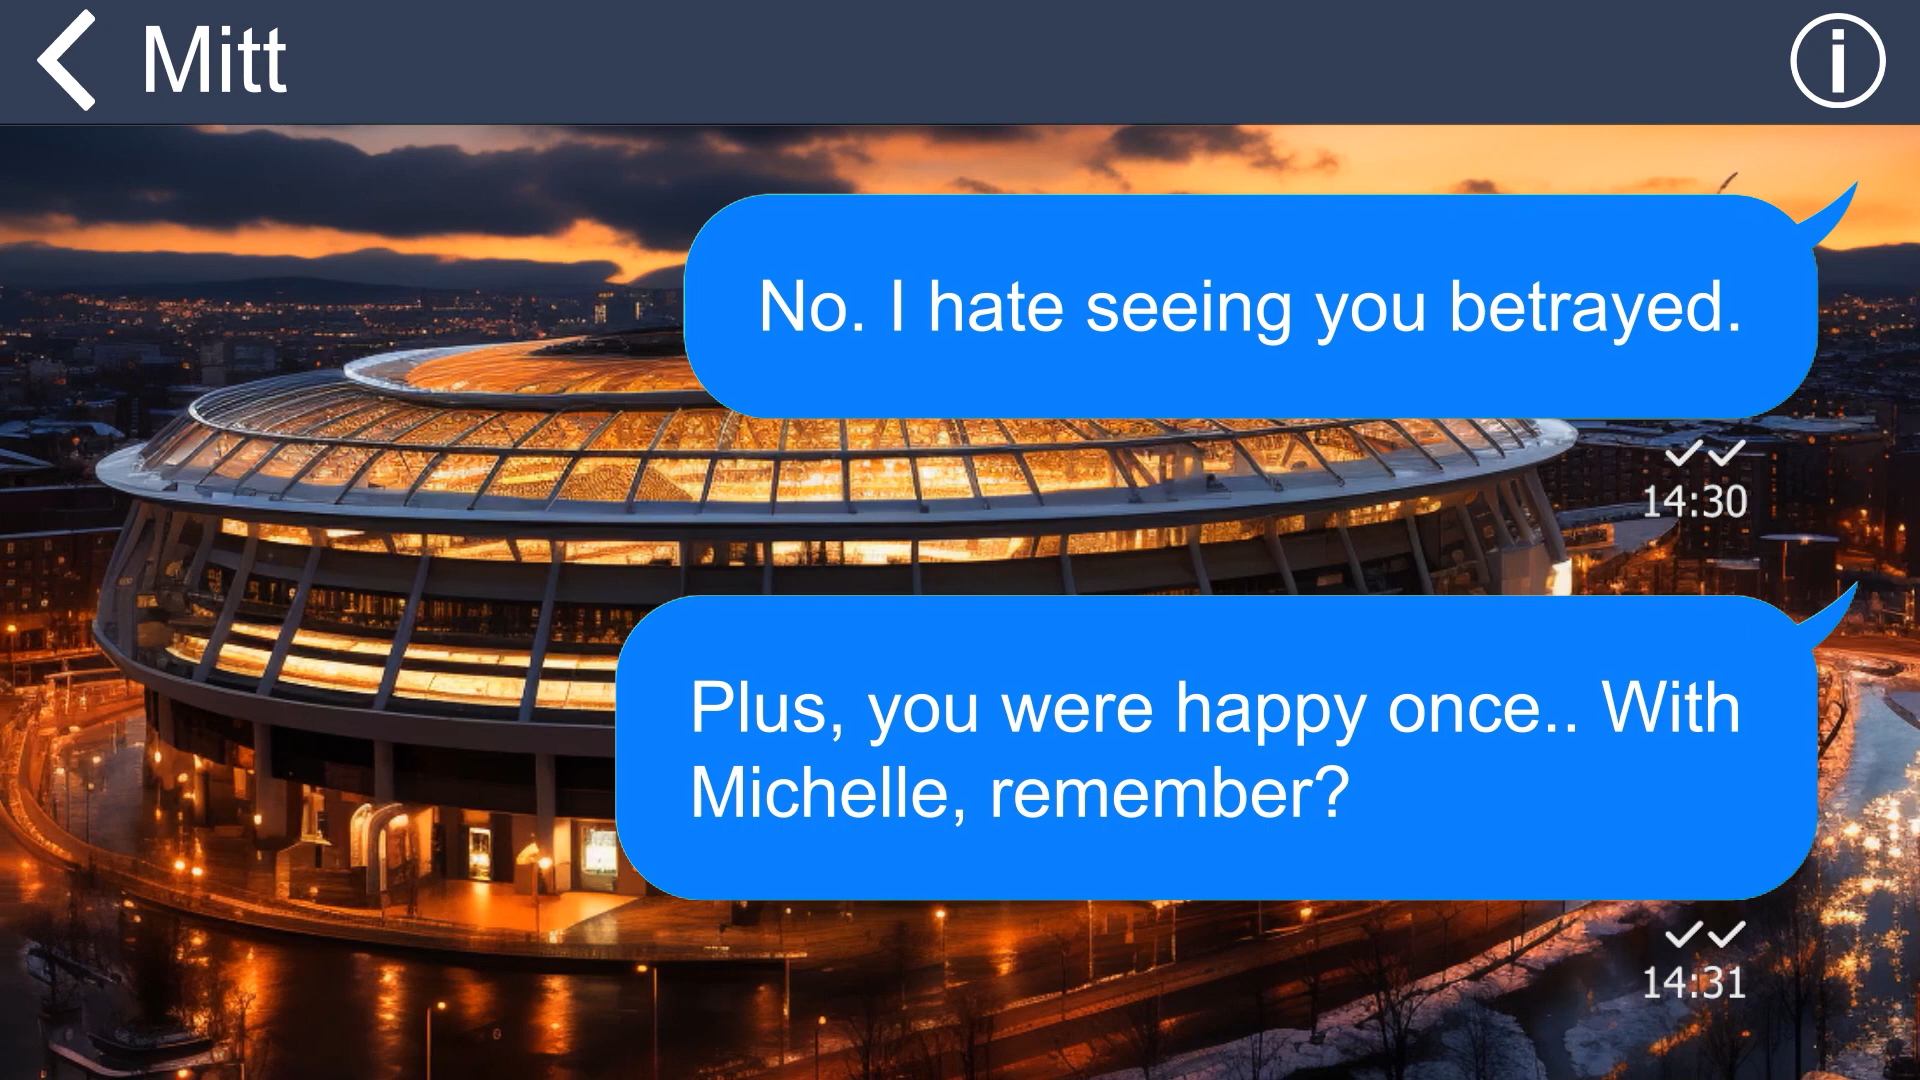 Mitt
No. I hate seeing you betrayed.
14:30
Plus, you were happy once.. With
Michelle, remember?
14:31